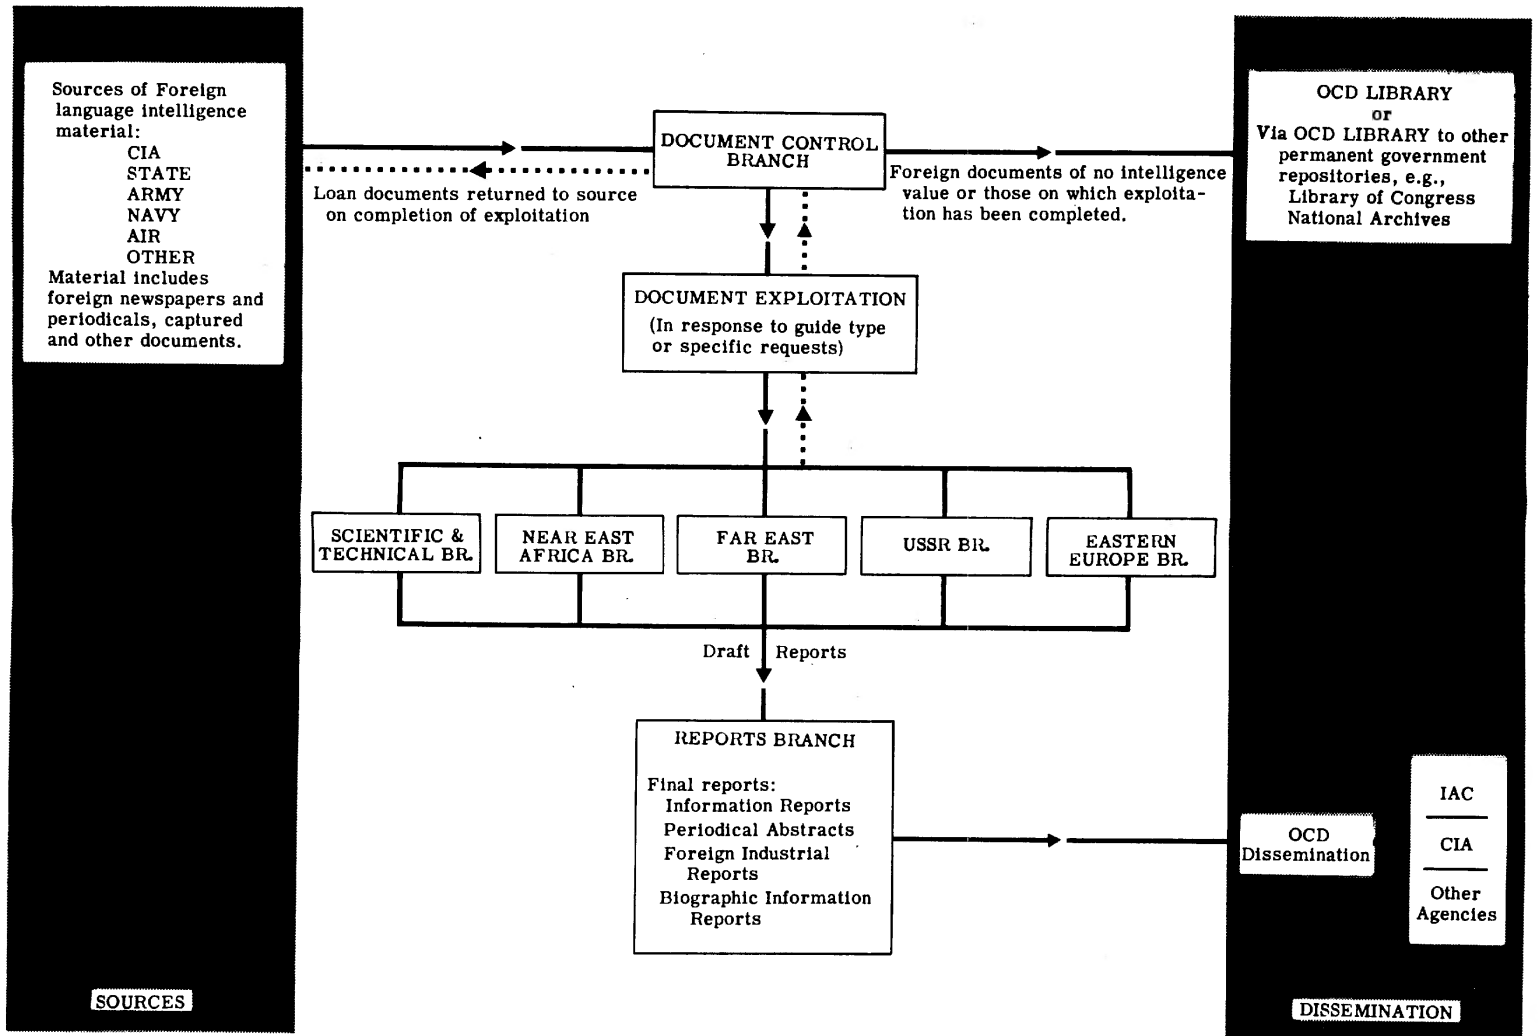 Sources of Foreign
language intelligence
material:
CIA
STATE
ARMY
NAVY
AIR
OTHER
Material includes
foreign newspapers and
periodicals, captured
and other documents.
SOURCES
Loan documents returned to source
on completion of exploitation
DOCUMENT CONTROL
BRANCH
Foreign documents of no intelligence
value or those on which exploita-
tion has been completed.
DOCUMENT EXPLOITATION
(In response to guide type
or specific requests)
SCIENTIFIC &
TECHNICAL BR.
NEAR EAST
AFRICA BR.
FAR EAST
BR.
USSR BR.
EASTERN
EUROPE BR.
Draft Reports
REPORTS BRANCH
Final reports:
Information Reports
Periodical Abstracts
Foreign Industrial
Reports
Biographic Information
Reports
OCD LIBRARY
or
Via OCD LIBRARY to other
permanent government
repositories, e.g.,
Library of Congress
National Archives
OCD
Dissemination
IAC
CIA
Other
Agencies
DISSEMINATION